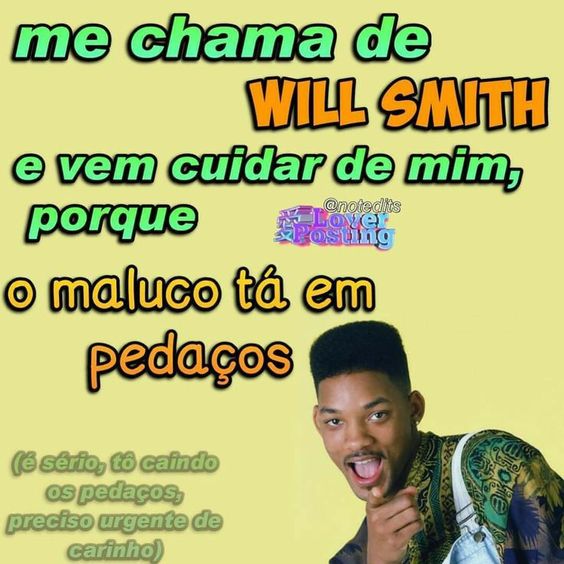 me chama de
WILL SMITH
e vem cuidar de mim,
porque
@notedits
Lover
Posting
o maluco tá em
pedaços
(é sério, tô caindo
os pedaços,
preciso urgente de
carinho)